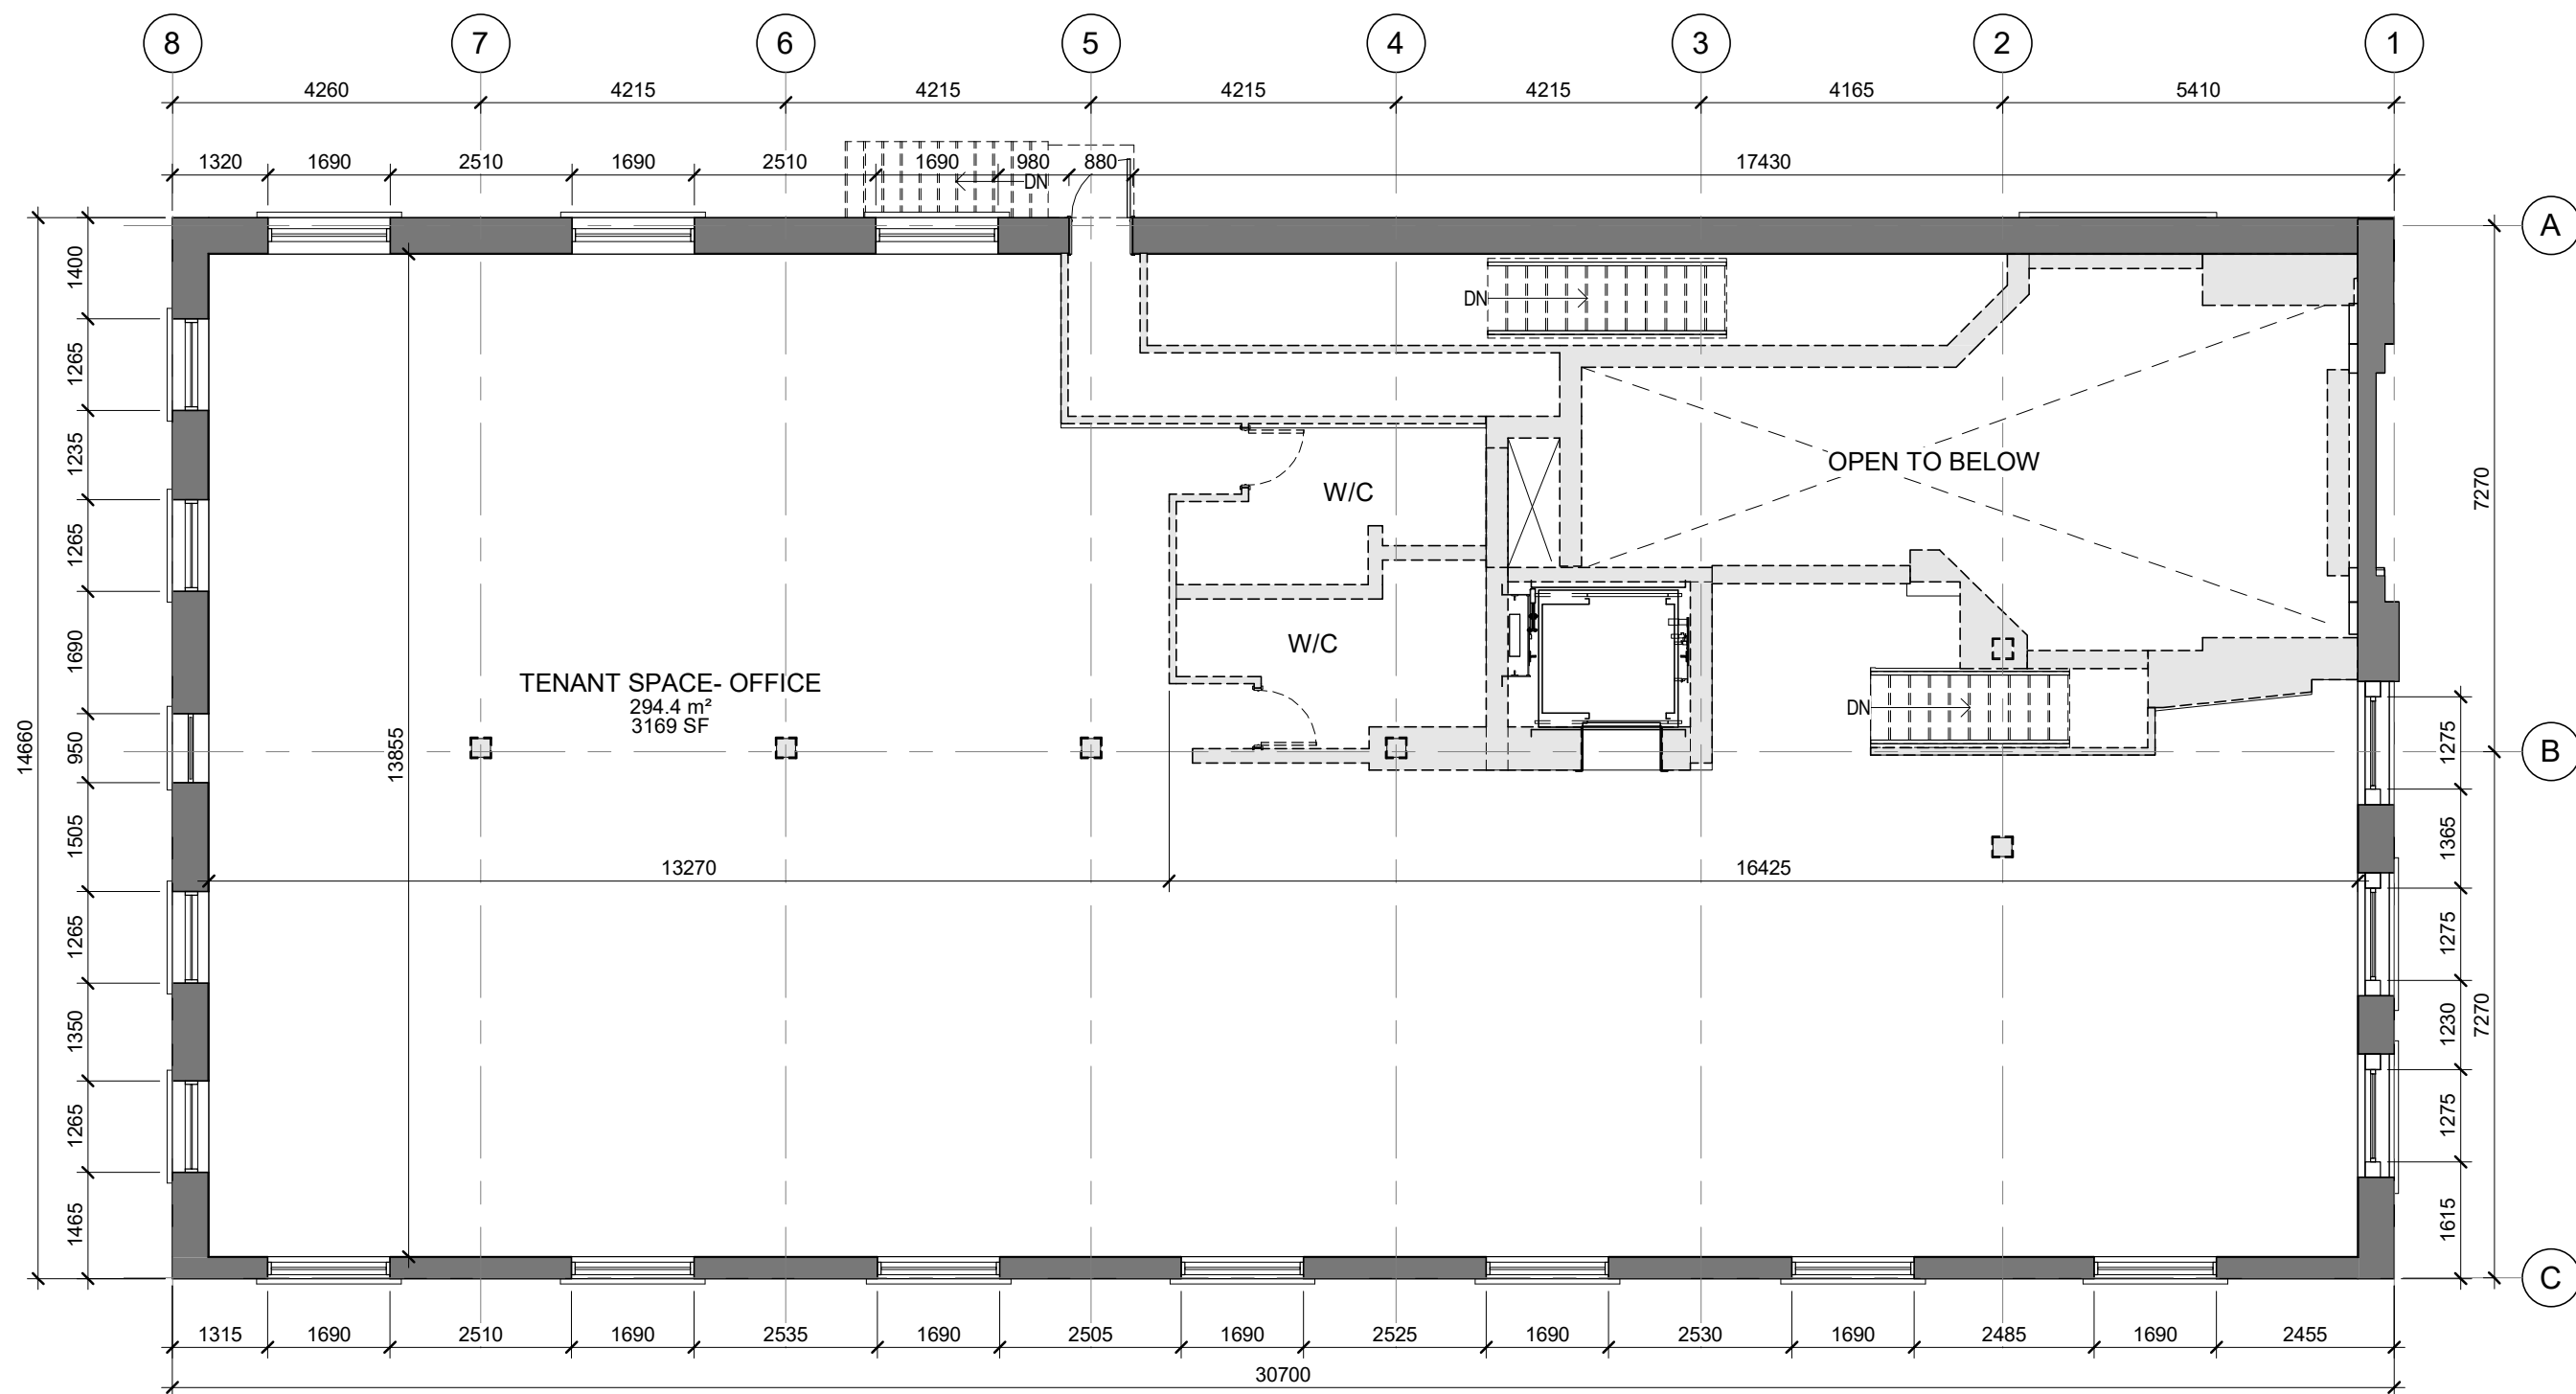 8 7 6 5 4 3 2 1
4260 4215 4215 4215 4215 4165 5410
1320 1690 2510 1690 2510 1690 980 880 17430
DN
A
DN
1400
1265
1235
1265
1690
950
1505
1265
1350
1265
1465
14660
13855
OPEN TO BELOW
W/C
W/C
TENANT SPACE- OFFICE
294.4 m²
3169 SF
DN
7270
B
13270 16425
1275
1365
1275
1230
1275
1615
7270
C
1315 1690 2510 1690 2535 1690 2505 1690 2525 1690 2530 1690 2485 1690 2455
30700